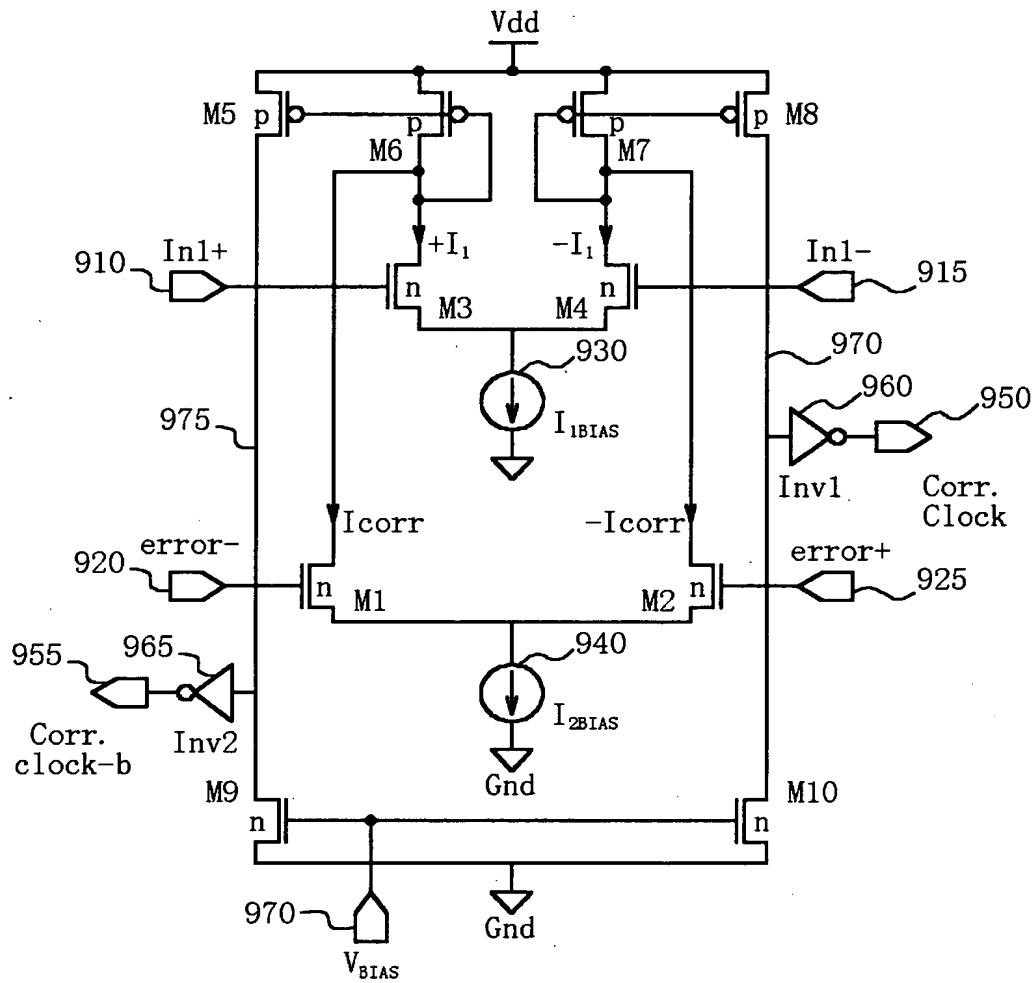 Vdd
M5 p p M6 p M7 p M8
+I₁ -I₁
910 In1+ In1- 915
n M3 M4 n
930 970
I1BIAS
960 950
975
Inv1 Corr. Clock
Icorr -Icorr
920 error- error+ 925
n M1 M2 n
955 965 940
I2BIAS
Corr. clock-b
Inv2
Gnd
M9 n M10 n
970 Gnd
VBIAS